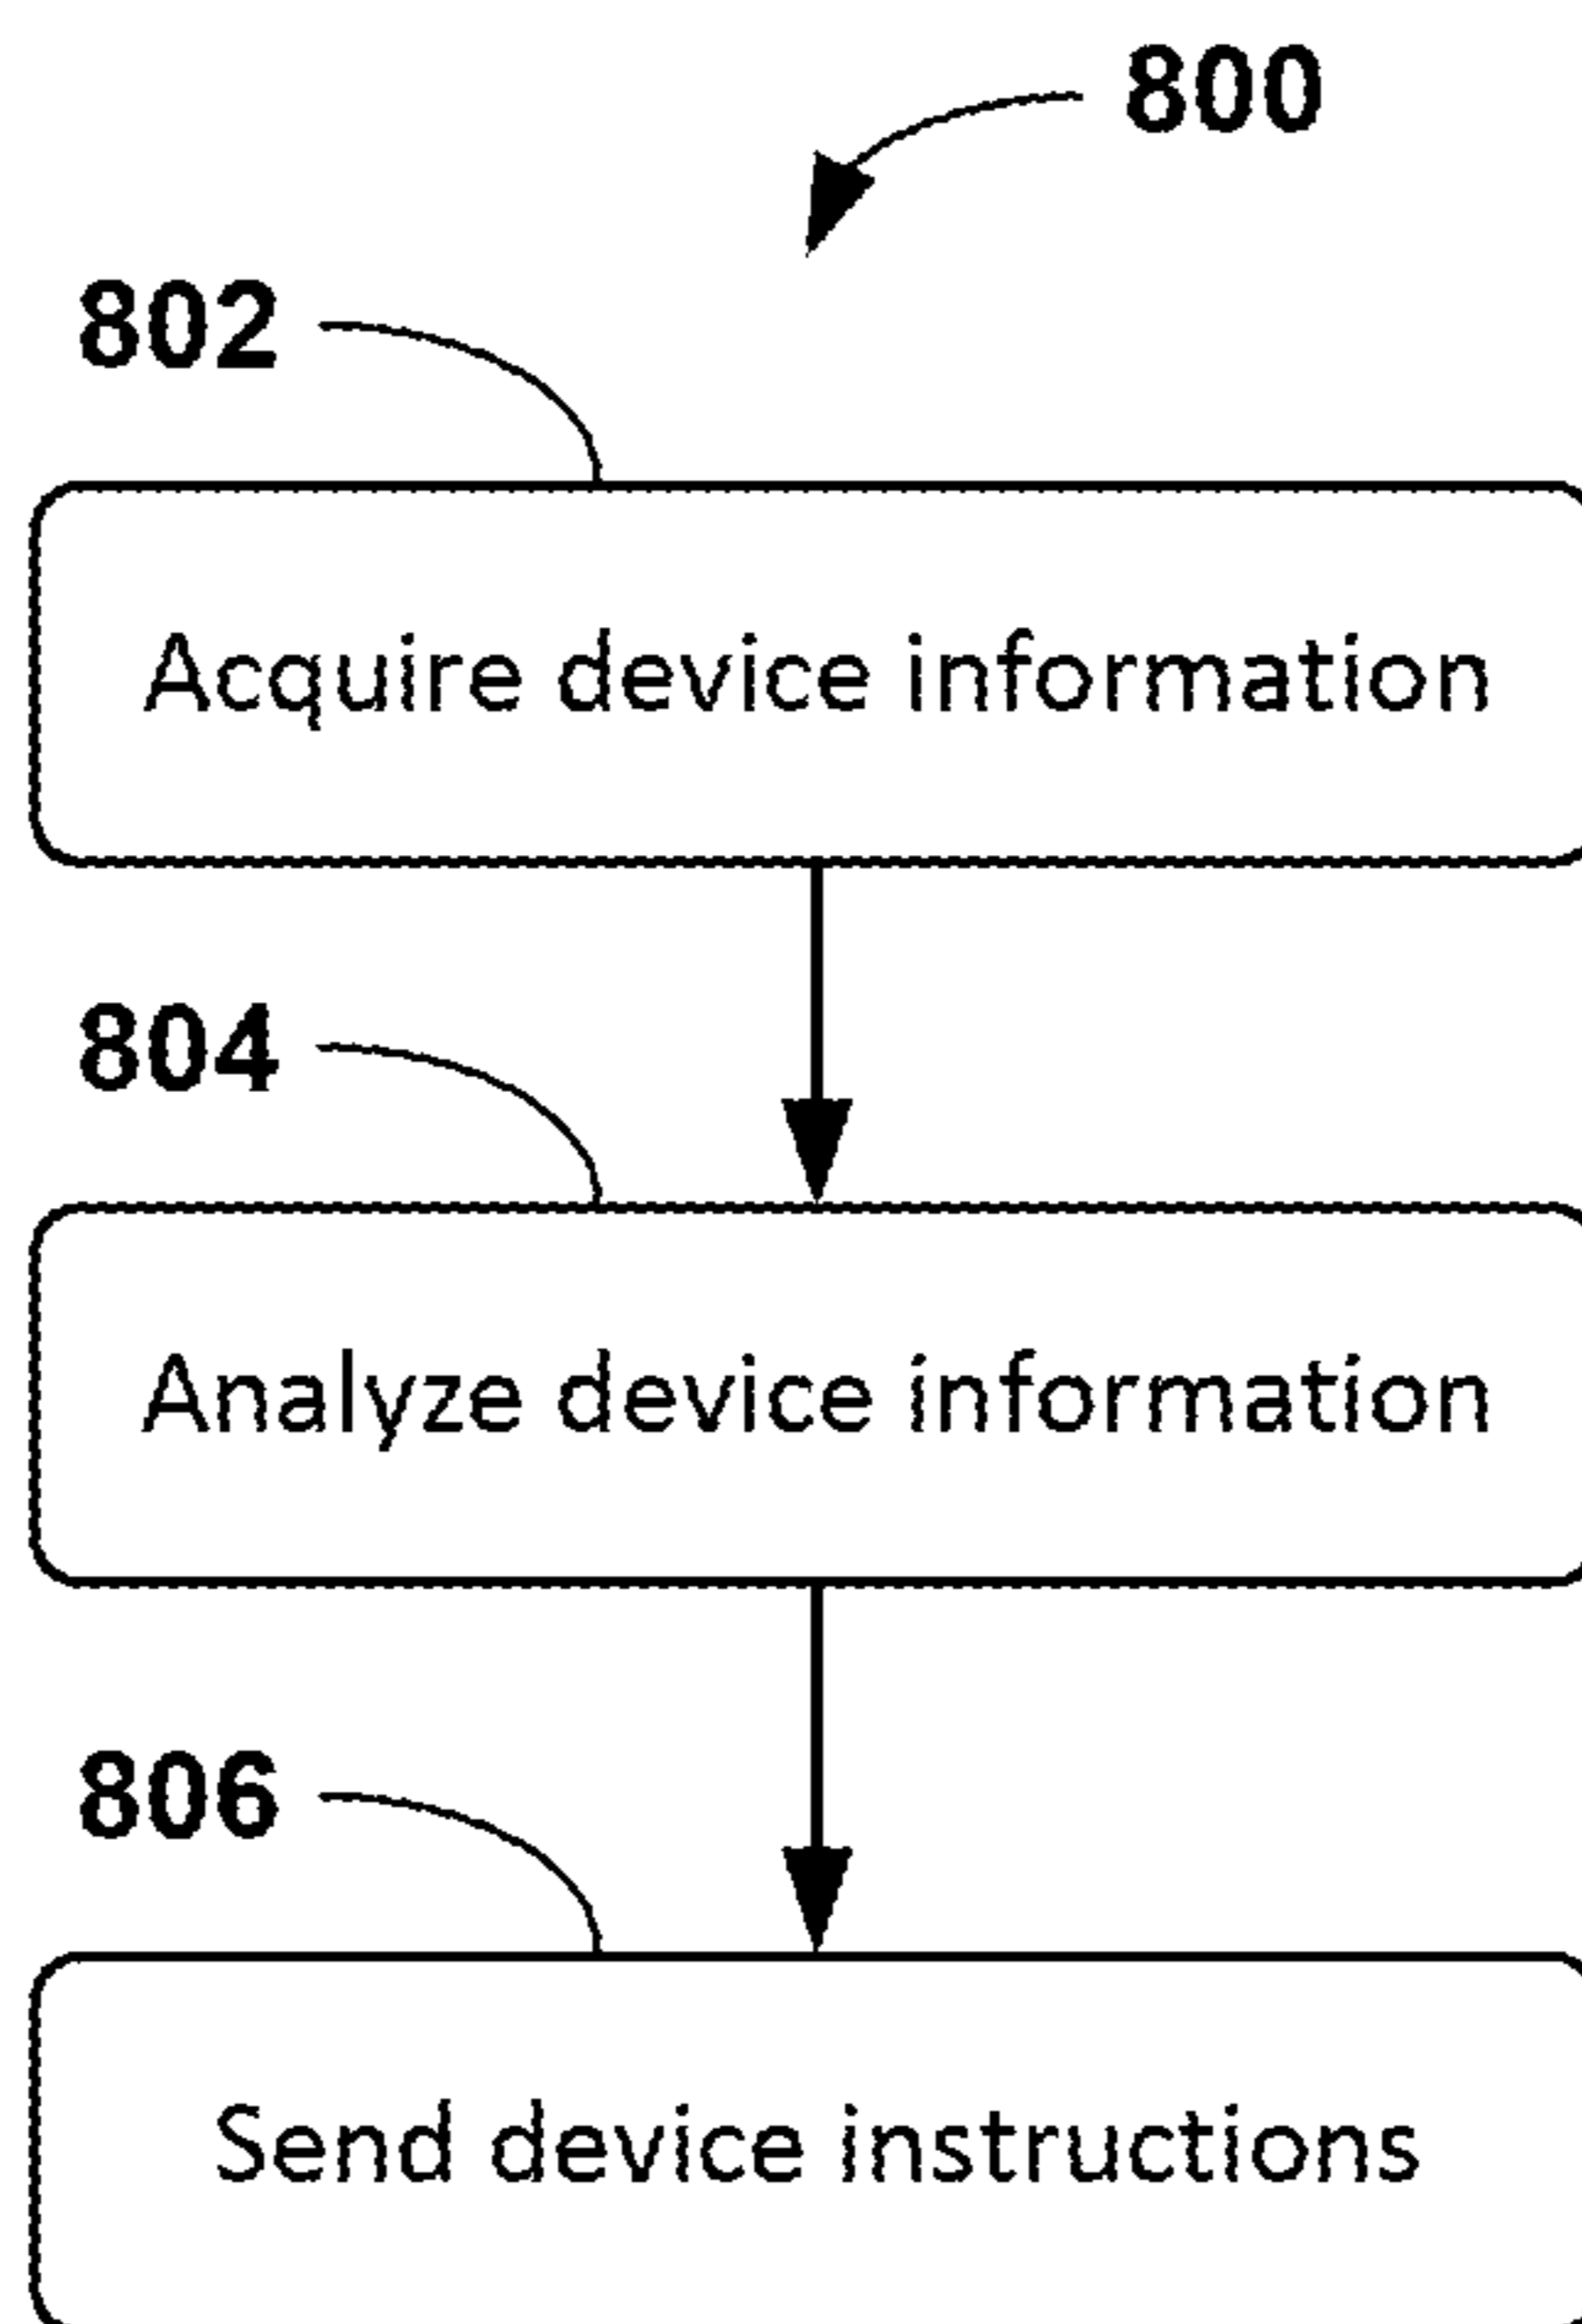 800
802
Acquire device information
804
Analyze device information
806
Send device instructions